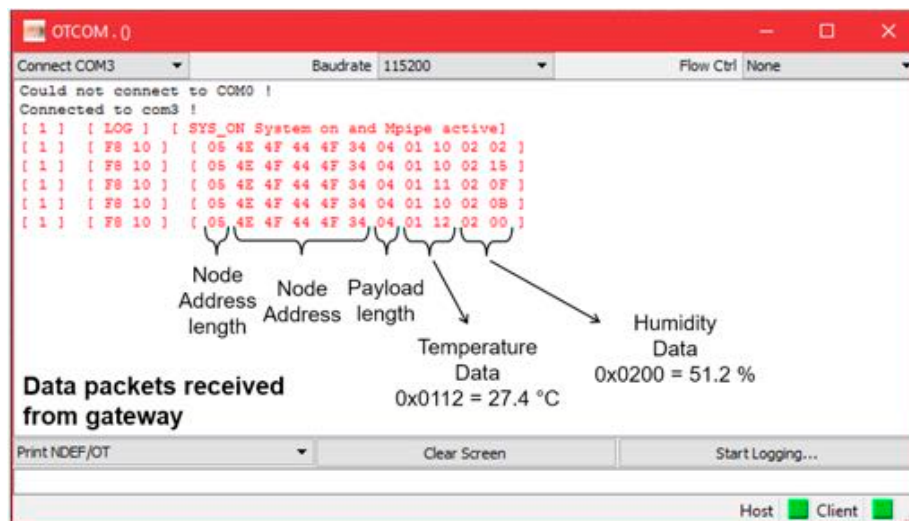 OTCOM . ()
Connect COM3 Baudrate 115200 Flow Ctrl None
Could not connect to COM0 !
Connected to com3 !
[ 1 ] [ LOG ] [ SYS_ON System on and Mpipe active]
[ 1 ] [ F8 10 ] [ 05 4E 4F 44 4F 34 04 01 10 02 02 ]
[ 1 ] [ F8 10 ] [ 05 4E 4F 44 4F 34 04 01 10 02 15 ]
[ 1 ] [ F8 10 ] [ 05 4E 4F 44 4F 34 04 01 11 02 0F ]
[ 1 ] [ F8 10 ] [ 05 4E 4F 44 4F 34 04 01 10 02 0B ]
[ 1 ] [ F8 10 ] [ 05 4E 4F 44 4F 34 04 01 12 02 00 ]
Node
Address
length
Node
Address
Payload
length
Temperature
Data
0x0112 = 27.4 °C
Humidity
Data
0x0200 = 51.2 %
Data packets received
from gateway
Print NDEF/OT Clear Screen Start Logging...
Host Client